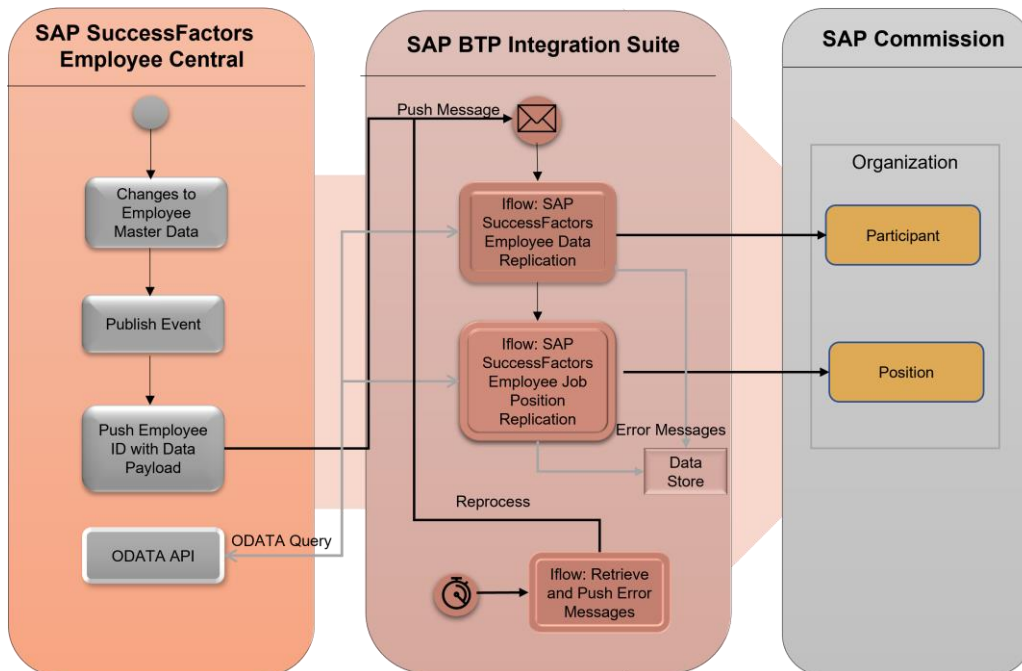 SAP SuccessFactors
Employee Central
Changes to
Employee
Master Data
Publish Event
Push Employee
ID with Data
Payload
ODATA API
ODATA Query
SAP BTP Integration Suite
Push Message
Iflow: SAP
SuccessFactors
Employee Data
Replication
Iflow: SAP
SuccessFactors
Employee Job
Position
Replication
Error Messages
Data
Store
Reprocess
Iflow: Retrieve
and Push Error
Messages
SAP Commission
Organization
Participant
Position